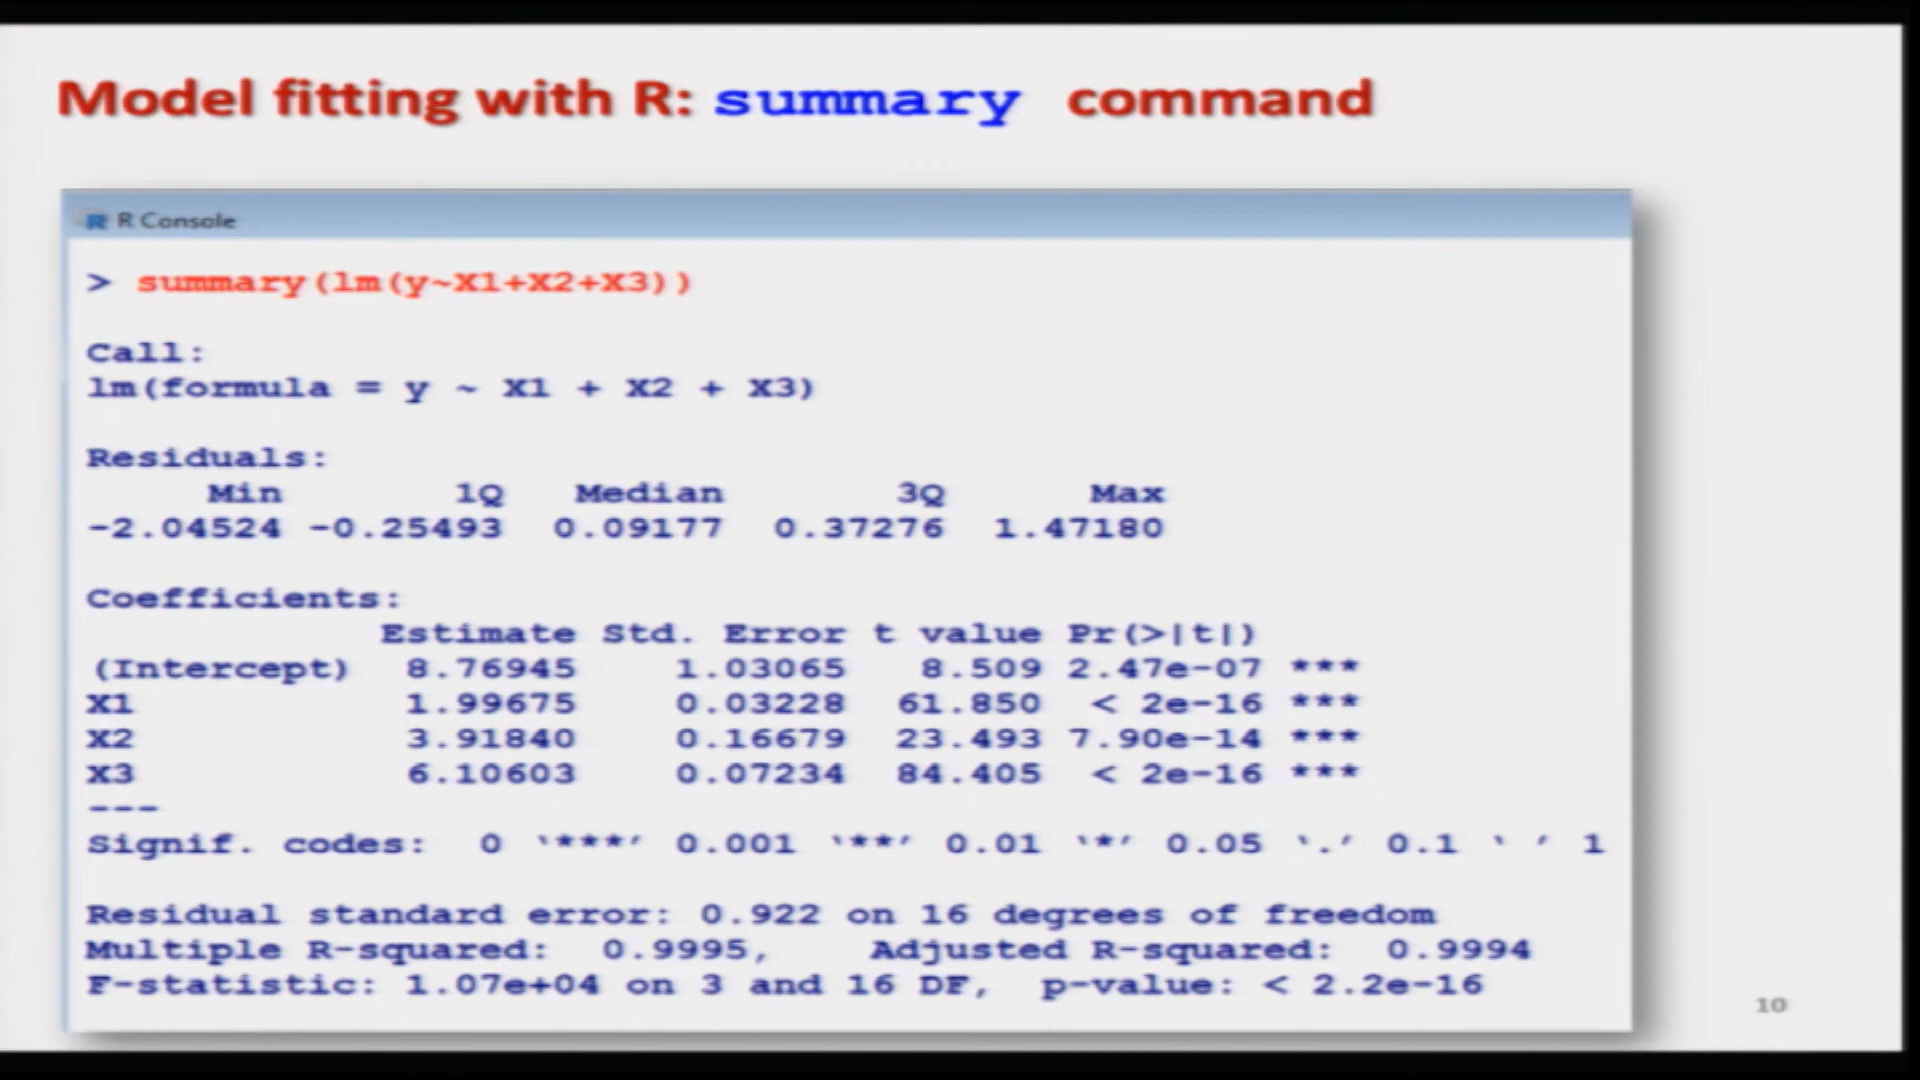 Model fitting with R: summary command
R Console
> summary(lm(y~X1+X2+X3))
Call:
lm(formula = y ~ X1 + X2 + X3)
Residuals:
Min 1Q Median 3Q Max
-2.04524 -0.25493 0.09177 0.37276 1.47180
Coefficients:
Estimate Std. Error t value Pr(>|t|)
(Intercept) 8.76945 1.03065 8.509 2.47e-07 ***
X1 1.99675 0.03228 61.850 < 2e-16 ***
X2 3.91840 0.16679 23.493 7.90e-14 ***
X3 6.10603 0.07234 84.405 < 2e-16 ***
---
Signif. codes: 0 ‘***’ 0.001 ‘**’ 0.01 ‘*’ 0.05 ‘.’ 0.1 ‘ ’ 1
Residual standard error: 0.922 on 16 degrees of freedom
Multiple R-squared: 0.9995, Adjusted R-squared: 0.9994
F-statistic: 1.07e+04 on 3 and 16 DF, p-value: < 2.2e-16
10